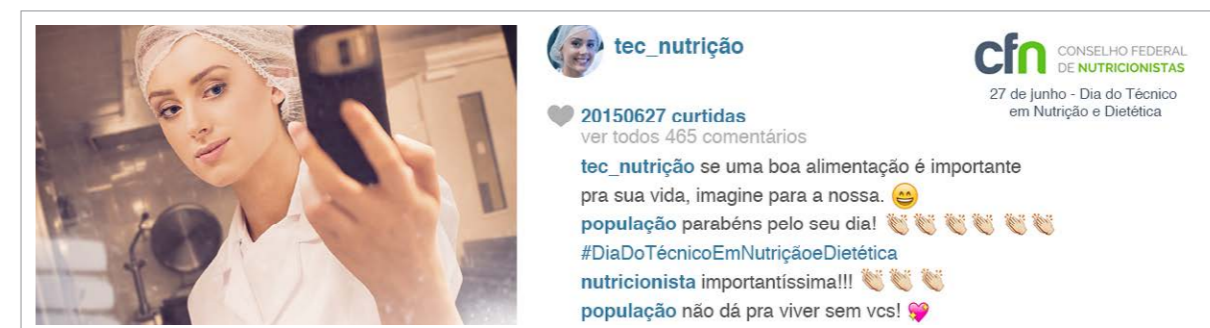 tec_nutrição
cfn CONSELHO FEDERAL
DE NUTRICIONISTAS
27 de junho - Dia do Técnico
em Nutrição e Dietética
20150627 curtidas
ver todos 465 comentários
tec_nutrição se uma boa alimentação é importante
pra sua vida, imagine para a nossa. 😄
população parabéns pelo seu dia! 👏👏👏👏👏👏
#DiaDoTécnicoEmNutriçãoeDietética
nutricionista importantíssima!!! 👏👏👏
população não dá pra viver sem vcs! 💖